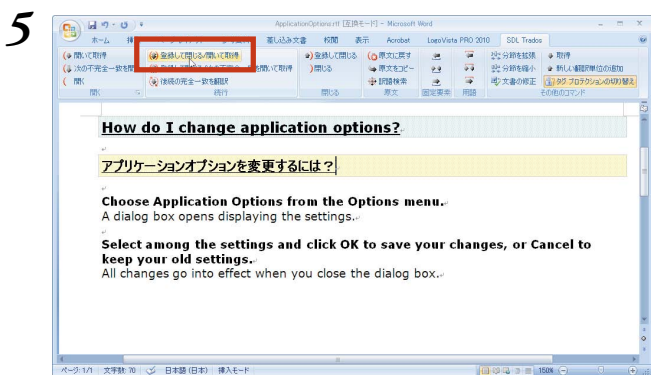 5
ApplicationOptions.rtf [互換モード] - Microsoft Word
ホーム 差し込み文書 校閲 表示 Acrobat LogoVista PRO 2010 SDL Trados
開いて取得 登録して閉じる/開いて取得 登録して閉じる 原文に戻す 分節を拡張 取得
閉じる 原文をコピー 分節を縮小 新しい翻訳単位の追加
開く 後続の完全一致を翻訳 訳語検索 文書の修正 タグ プロテクションの切り替え
開く 続行 閉じる 原文 固定要素 用語 その他のコマンド
How do I change application options?
アプリケーションオプションを変更するには？
Choose Application Options from the Options menu.
A dialog box opens displaying the settings.
Select among the settings and click OK to save your changes, or Cancel to
keep your old settings.
All changes go into effect when you close the dialog box.
ページ: 1/1 文字数: 70 日本語 (日本) 挿入モード 150%